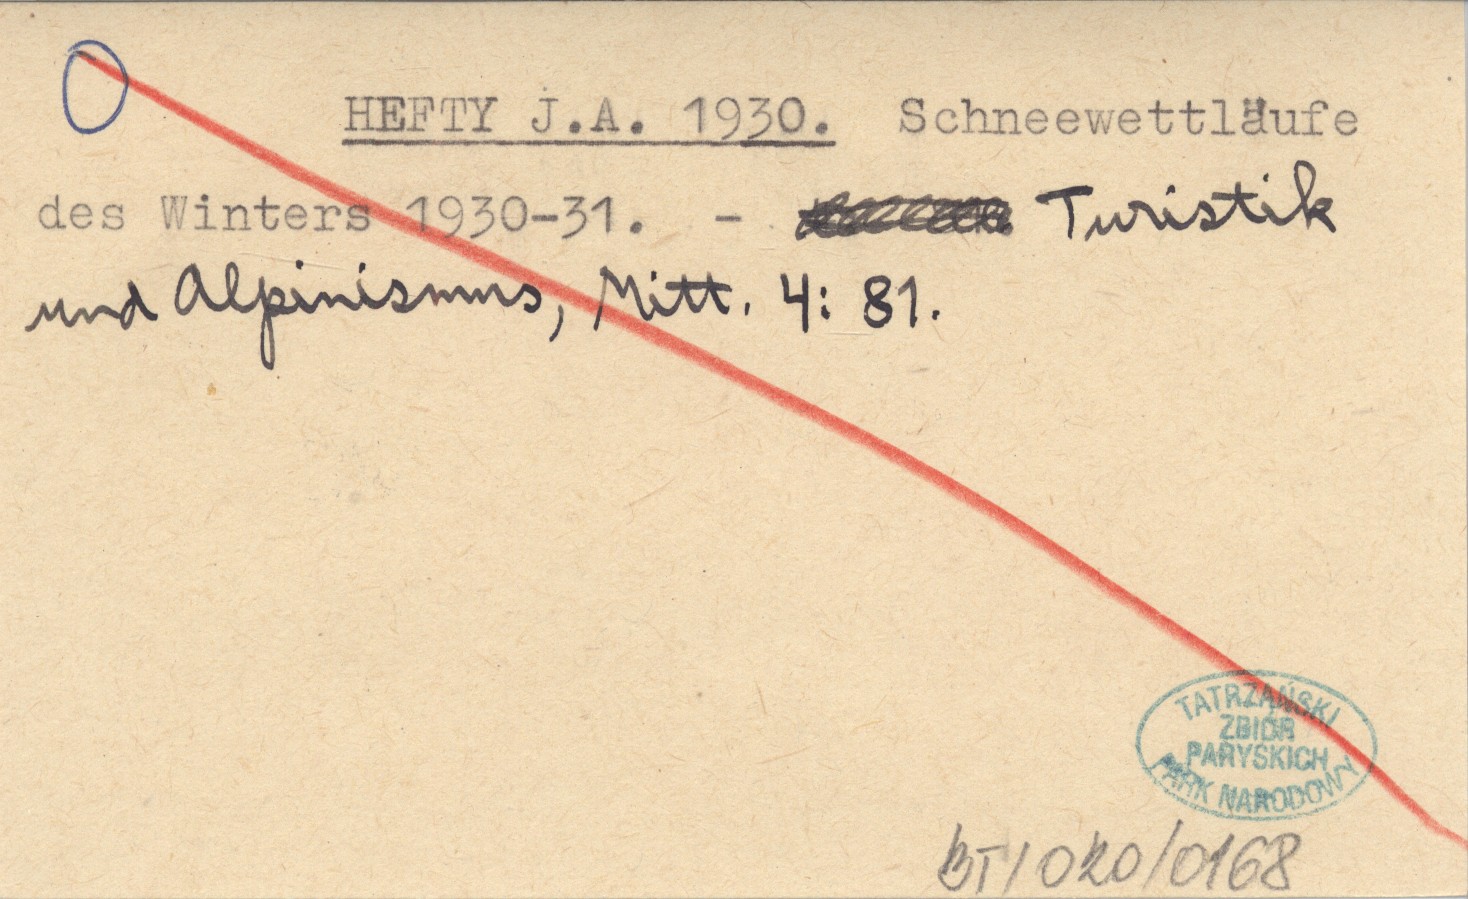 HEFTY J.A. 1930. Schneewettläufe
des Winters 1930-31. - Turistik
und Alpinismus, Mitt. 4: 81.
TATRZAŃSKI
ZBIÓR
PARYSKICH
PARK NARODOWY
BT/020/0168